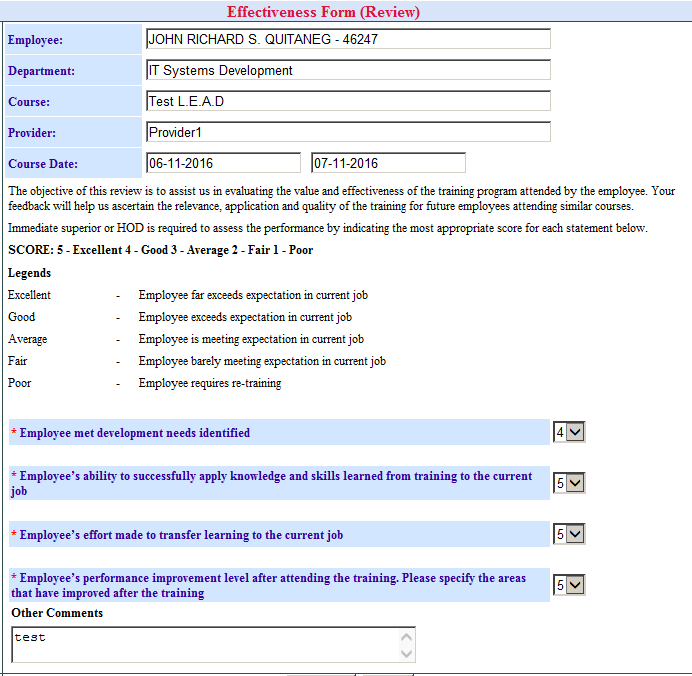 Effectiveness Form (Review)
Employee: JOHN RICHARD S. QUITANEG - 46247
Department: IT Systems Development
Course: Test L.E.A.D
Provider: Provider1
Course Date: 06-11-2016 07-11-2016
The objective of this review is to assist us in evaluating the value and effectiveness of the training program attended by the employee. Your
feedback will help us ascertain the relevance, application and quality of the training for future employees attending similar courses.
Immediate superior or HOD is required to assess the performance by indicating the most appropriate score for each statement below.
SCORE: 5 - Excellent 4 - Good 3 - Average 2 - Fair 1 - Poor
Legends
Excellent - Employee far exceeds expectation in current job
Good - Employee exceeds expectation in current job
Average - Employee is meeting expectation in current job
Fair - Employee barely meeting expectation in current job
Poor - Employee requires re-training
* Employee met development needs identified 4
* Employee’s ability to successfully apply knowledge and skills learned from training to the current
job 5
* Employee’s effort made to transfer learning to the current job 5
* Employee’s performance improvement level after attending the training. Please specify the areas
that have improved after the training 5
Other Comments
test